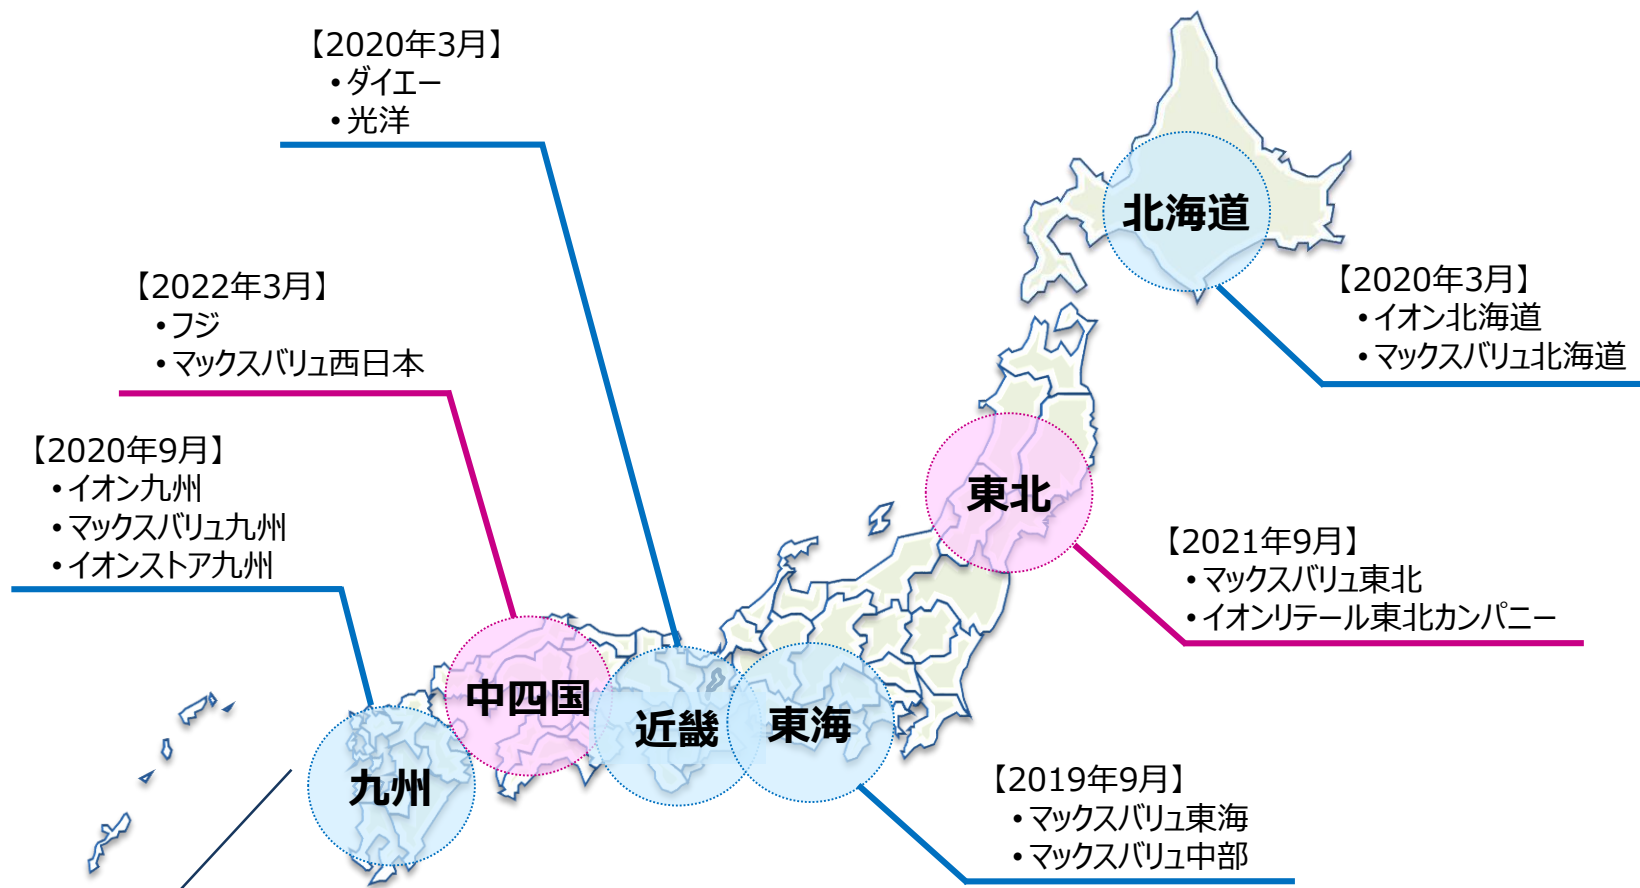 【2020年3月】
•ダイエー
•光洋
北海道
【2020年3月】
•イオン北海道
•マックスバリュ北海道
【2022年3月】
•フジ
•マックスバリュ西日本
東北
【2021年9月】
•マックスバリュ東北
•イオンリテール東北カンパニー
【2020年9月】
•イオン九州
•マックスバリュ九州
•イオンストア九州
中四国
近畿
東海
九州
【2019年9月】
•マックスバリュ東海
•マックスバリュ中部